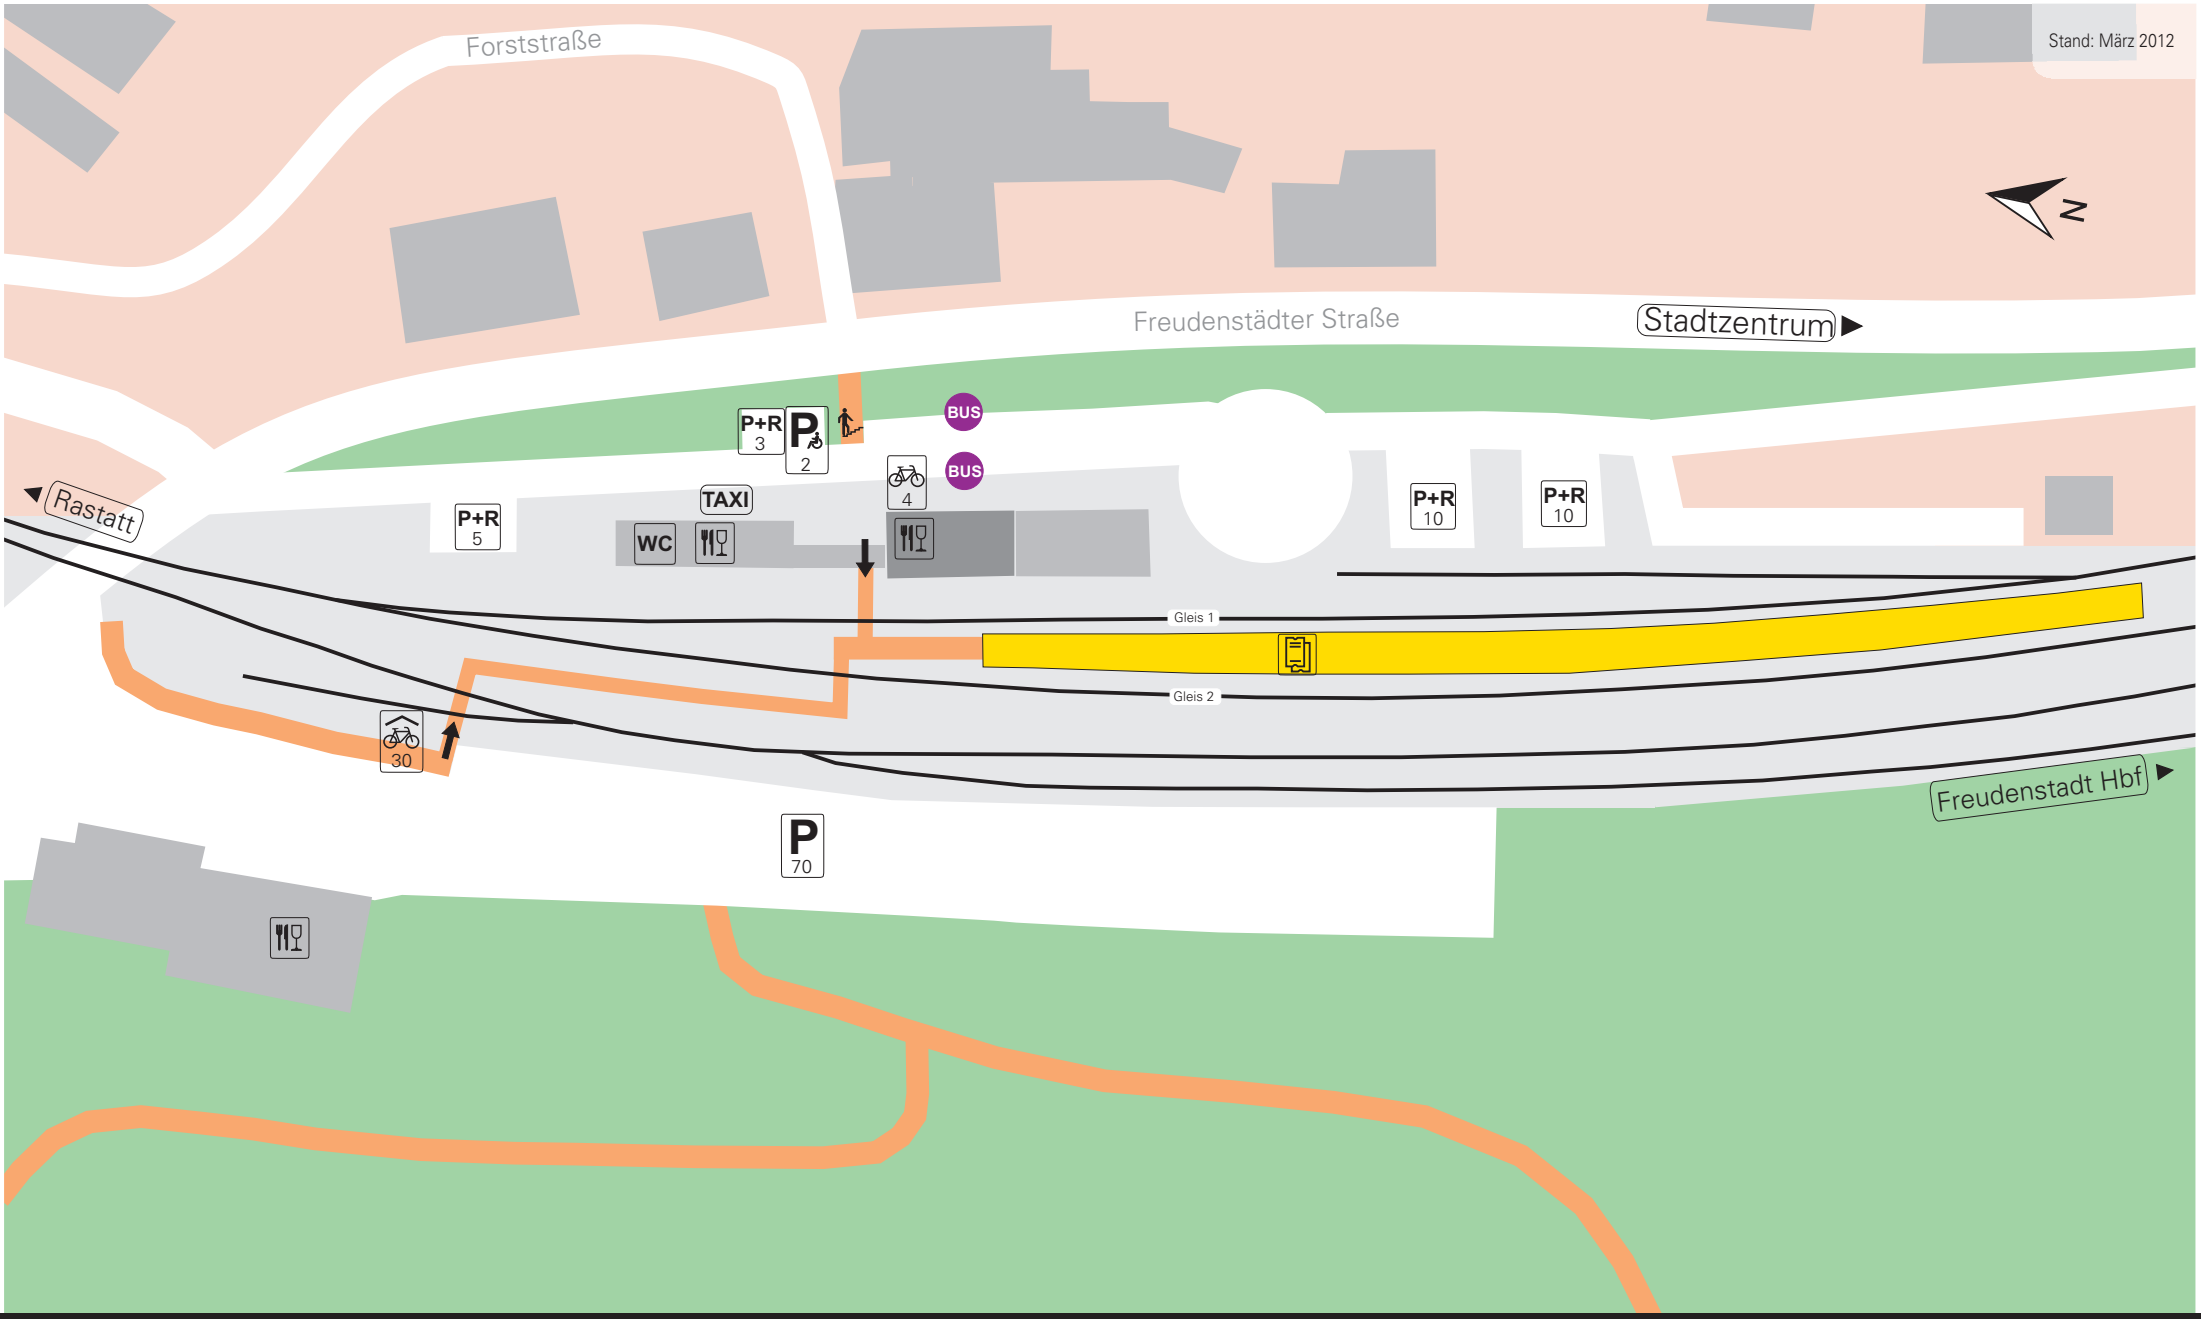 Forststraße
Stand: März 2012
N
Freudenstädter Straße
Stadtzentrum
BUS
P+R
3
P
2
BUS
Rastatt
TAXI
4
P+R
5
P+R
10
P+R
10
WC
Gleis 1
Gleis 2
30
Freudenstadt Hbf
P
70